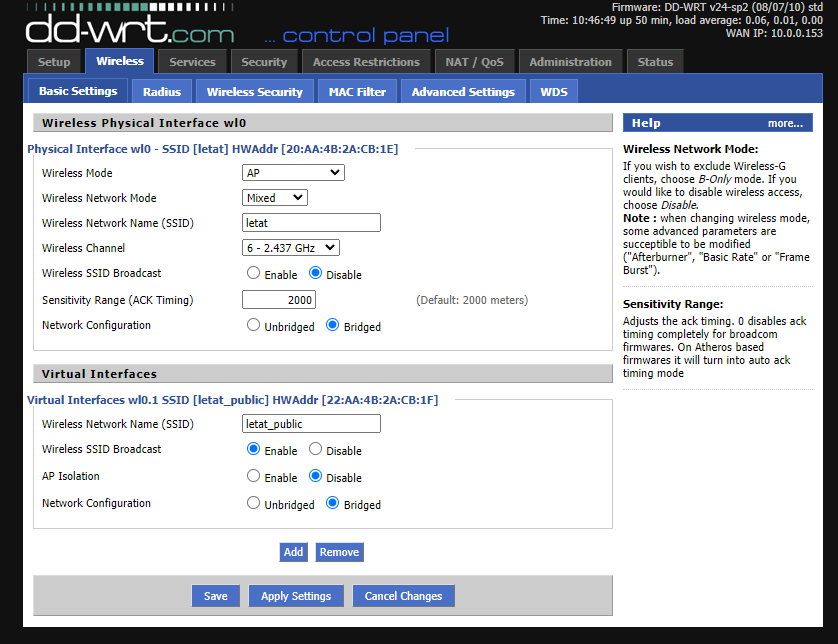 Firmware: DD-WRT v24-sp2 (08/07/10) std
Time: 10:46:49 up 50 min, load average: 0.06, 0.01, 0.00
WAN IP: 10.0.0.153
dd-wrt.com ... control panel
Setup Wireless Services Security Access Restrictions NAT / QoS Administration Status
Basic Settings Radius Wireless Security MAC Filter Advanced Settings WDS
Wireless Physical Interface wl0
Physical Interface wl0 - SSID [letat] HWAddr [20:AA:4B:2A:CB:1E]
Wireless Mode AP
Wireless Network Mode Mixed
Wireless Network Name (SSID) letat
Wireless Channel 6 - 2.437 GHz
Wireless SSID Broadcast Enable Disable
Sensitivity Range (ACK Timing) 2000 (Default: 2000 meters)
Network Configuration Unbridged Bridged
Virtual Interfaces
Virtual Interfaces wl0.1 SSID [letat_public] HWAddr [22:AA:4B:2A:CB:1F]
Wireless Network Name (SSID) letat_public
Wireless SSID Broadcast Enable Disable
AP Isolation Enable Disable
Network Configuration Unbridged Bridged
Add Remove
Save Apply Settings Cancel Changes
Help more...
Wireless Network Mode:
If you wish to exclude Wireless-G
clients, choose B-Only mode. If you
would like to disable wireless access,
choose Disable.
Note : when changing wireless mode,
some advanced parameters are
succeptible to be modified
("Afterburner", "Basic Rate" or "Frame
Burst").
Sensitivity Range:
Adjusts the ack timing. 0 disables ack
timing completely for broadcom
firmwares. On Atheros based
firmwares it will turn into auto ack
timing mode